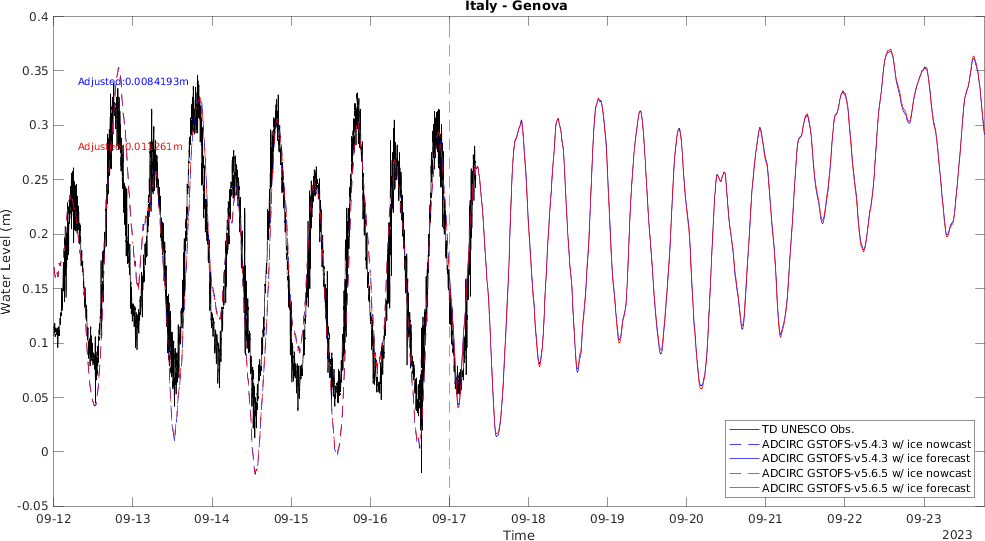 Italy - Genova
0.4
0.35
0.3
0.25
0.2
0.15
0.1
0.05
0
-0.05
Water Level (m)
Adjusted:0.0084193m
Adjusted:0.011261m
TD UNESCO Obs.
ADCIRC GSTOFS-v5.4.3 w/ ice nowcast
ADCIRC GSTOFS-v5.4.3 w/ ice forecast
ADCIRC GSTOFS-v5.6.5 w/ ice nowcast
ADCIRC GSTOFS-v5.6.5 w/ ice forecast
09-12 09-13 09-14 09-15 09-16 09-17 09-18 09-19 09-20 09-21 09-22 09-23
Time
2023